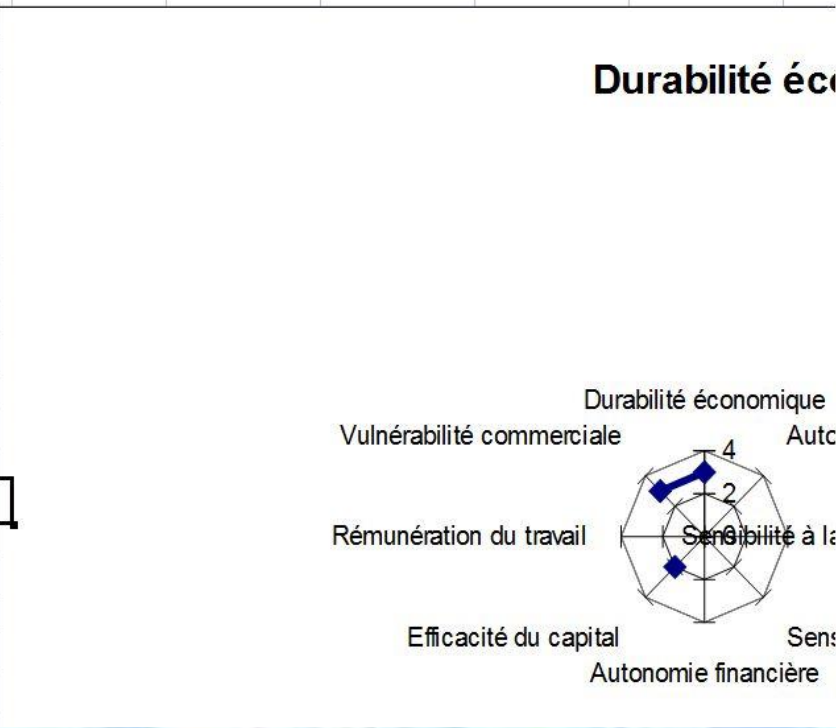 Durabilité éc
Durabilité économique
Vulnérabilité commerciale
Auto
4
2
Rémunération du travail
0
Sensibilité à la
Efficacité du capital
Sens
Autonomie financière